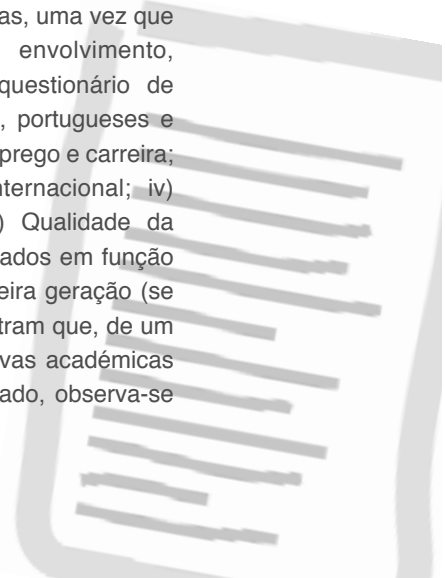 as, uma vez que
envolvimento,
questionário de
, portugueses e
prego e carreira;
nternacional; iv)
) Qualidade da
ados em função
eira geração (se
tram que, de um
vas académicas
ado, observa-se